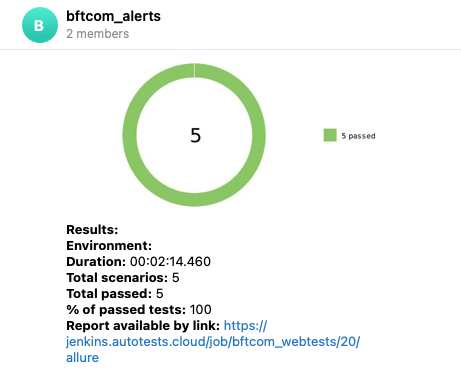 B
bftcom_alerts
2 members
5
5 passed
Results:
Environment:
Duration: 00:02:14.460
Total scenarios: 5
Total passed: 5
% of passed tests: 100
Report available by link: https://
jenkins.autotests.cloud/job/bftcom_webtests/20/
allure